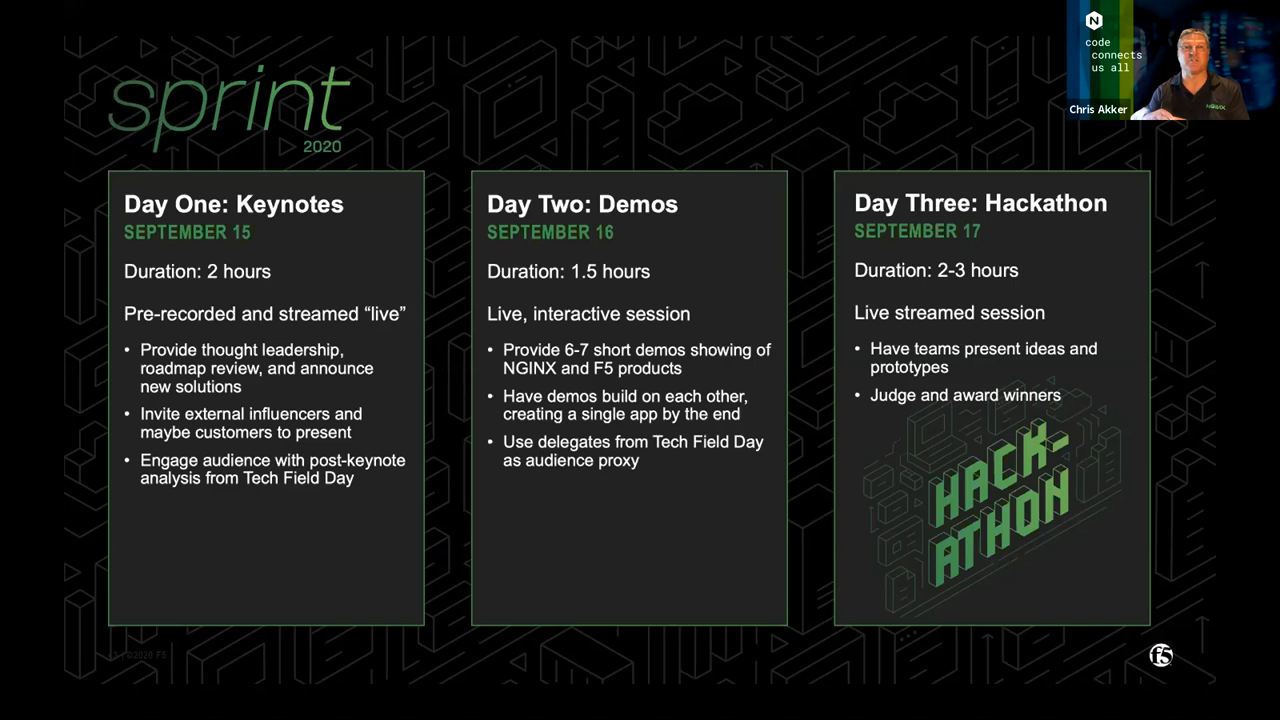 code
connects
us all
Chris Akker
NGINX
sprint
2020
Day One: Keynotes
SEPTEMBER 15
Duration: 2 hours
Pre-recorded and streamed “live”
• Provide thought leadership,
roadmap review, and announce
new solutions
• Invite external influencers and
maybe customers to present
• Engage audience with post-keynote
analysis from Tech Field Day
Day Two: Demos
SEPTEMBER 16
Duration: 1.5 hours
Live, interactive session
• Provide 6-7 short demos showing of
NGINX and F5 products
• Have demos build on each other,
creating a single app by the end
• Use delegates from Tech Field Day
as audience proxy
Day Three: Hackathon
SEPTEMBER 17
Duration: 2-3 hours
Live streamed session
• Have teams present ideas and
prototypes
• Judge and award winners
HACK-
ATHON
©2020 F5
f5